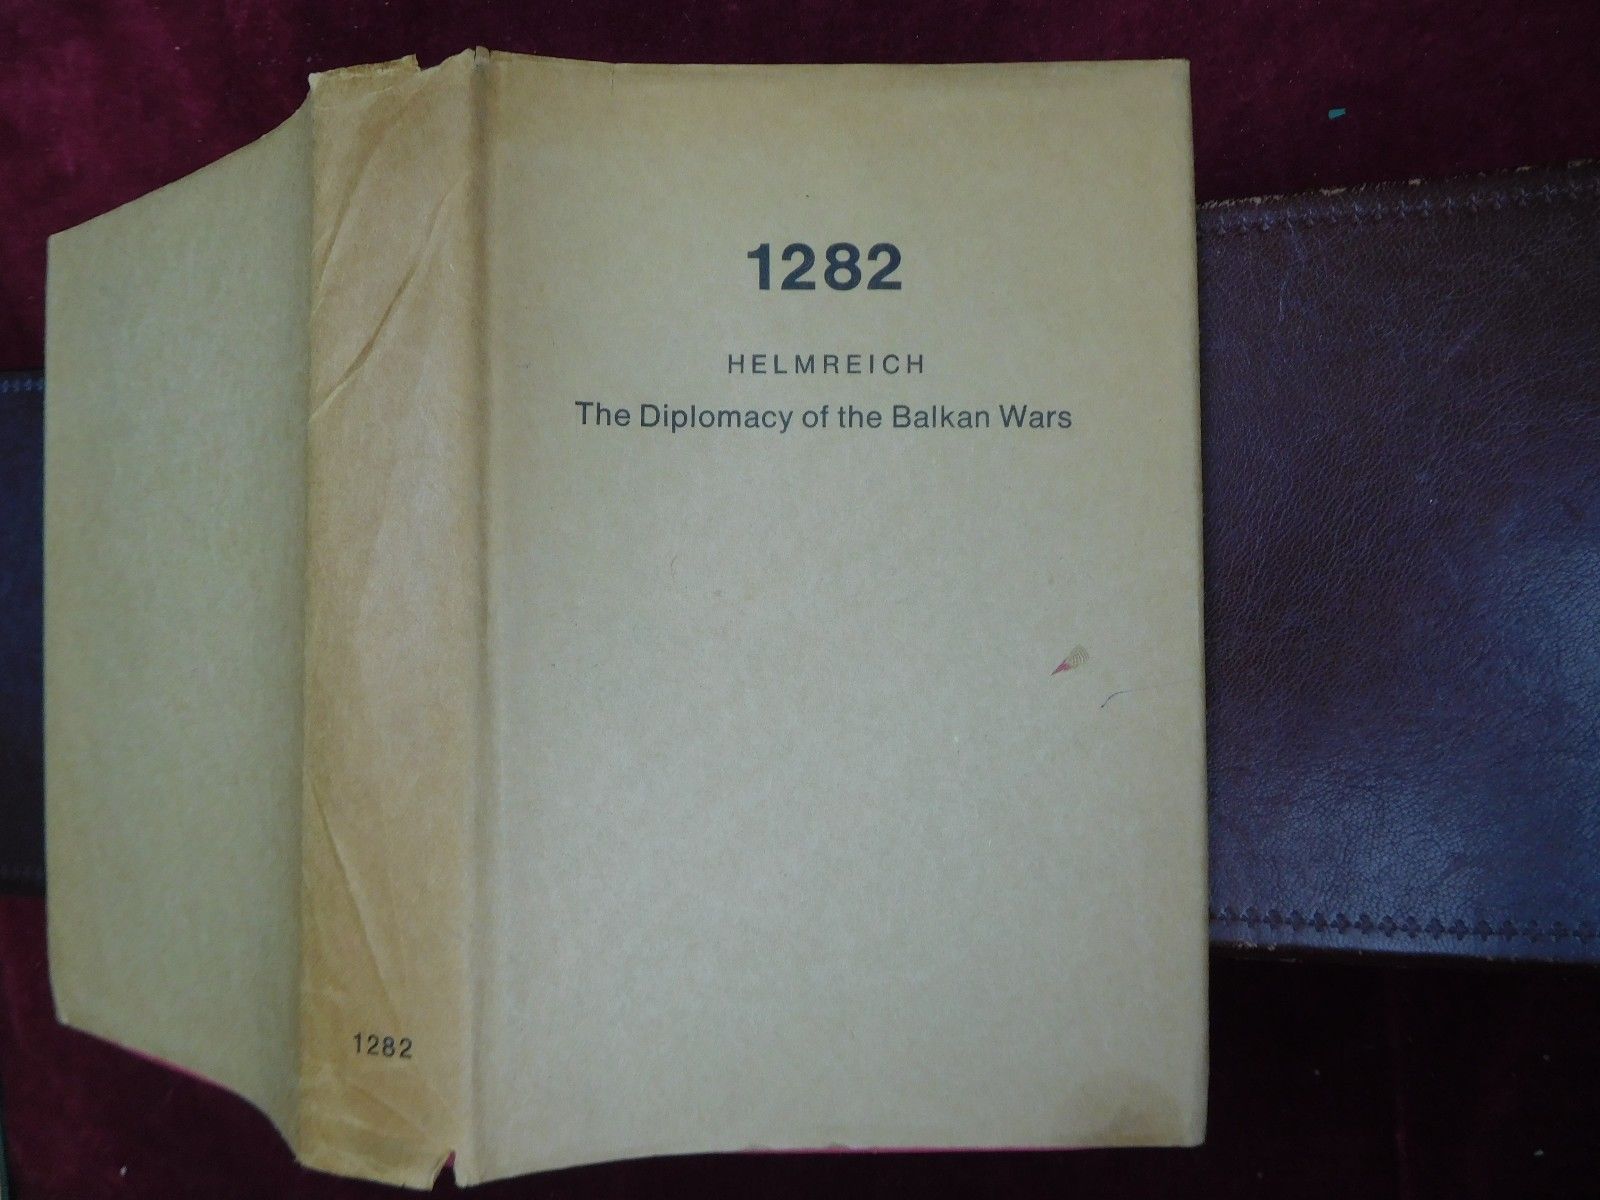 1282
HELMREICH
The Diplomacy of the Balkan Wars
1282